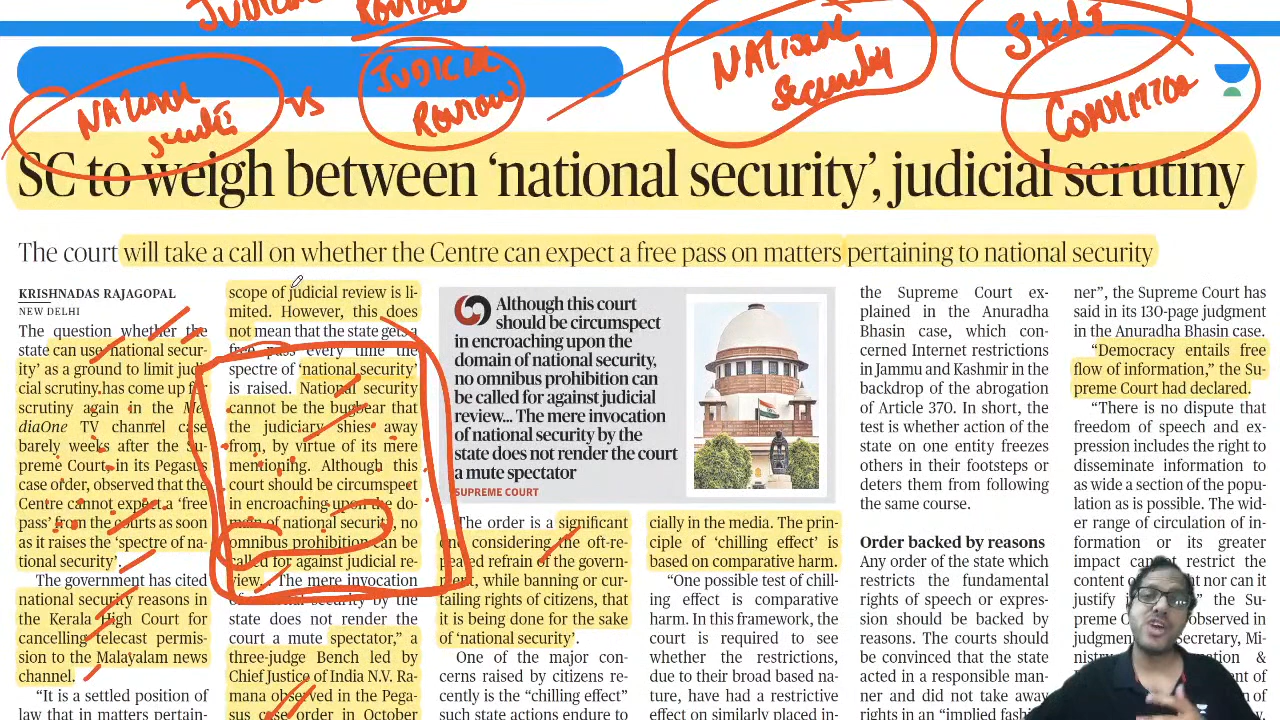 JUDICIAL
REVIEW
NATIONAL
Security
VS
JUDICIAL
REVIEW
NATIONAL
Security
State
COMMITTEE
SC to weigh between ‘national security’, judicial scrutiny
The court will take a call on whether the Centre can expect a free pass on matters pertaining to national security
KRISHNADAS RAJAGOPAL
NEW DELHI
The question whether the
state can use ‘national secur-
ity’ as a ground to limit judi-
cial scrutiny,has come up for
scrutiny again in the Me-
diaOne TV channel case
barely weeks after the Su-
preme Court, in its Pegasus
case order, observed that the
Centre cannot expect a ‘free
pass’ from the courts as soon
as it raises the ‘spectre of na-
tional security’.
The government has cited
national security reasons in
the Kerala High Court for
cancelling telecast permis-
sion to the Malayalam news
channel.
“It is a settled position of
law that in matters pertain-
scope of judicial review is li-
mited. However, this does
not mean that the state gets a
free pass every time the
spectre of ‘national security’
is raised. National security
cannot be the bugbear that
the judiciary shies away
from, by virtue of its mere
mentioning. Although this
court should be circumspect
in encroaching upon the do-
main of national security, no
omnibus prohibition can be
called for against judicial re-
view... The mere invocation
of national security by the
state does not render the
court a mute spectator,” a
three-judge Bench led by
Chief Justice of India N.V. Ra-
mana observed in the Pega-
sus case order in October
Although this court
should be circumspect
in encroaching upon the
domain of national security,
no omnibus prohibition can
be called for against judicial
review... The mere invocation
of national security by the
state does not render the court
a mute spectator
SUPREME COURT
The order is a significant
one considering the oft-re-
peated refrain of the govern-
ment, while banning or cur-
tailing rights of citizens, that
it is being done for the sake
of ‘national security’.
One of the major con-
cerns raised by citizens re-
cently is the “chilling effect”
such state actions endure to
cially in the media. The prin-
ciple of ‘chilling effect’ is
based on comparative harm.
“One possible test of chill-
ing effect is comparative
harm. In this framework, the
court is required to see
whether the restrictions,
due to their broad based na-
ture, have had a restrictive
effect on similarly placed in-
the Supreme Court ex-
plained in the Anuradha
Bhasin case, which con-
cerned Internet restrictions
in Jammu and Kashmir in the
backdrop of the abrogation
of Article 370. In short, the
test is whether action of the
state on one entity freezes
others in their footsteps or
deters them from following
the same course.
Order backed by reasons
Any order of the state which
restricts the fundamental
rights of speech or expres-
sion should be backed by
reasons. The courts should
be convinced that the state
acted in a responsible man-
ner and did not take away
rights in an “implied fashi
ner”, the Supreme Court has
said in its 130-page judgment
in the Anuradha Bhasin case.
“Democracy entails free
flow of information,” the Su-
preme Court had declared.
“There is no dispute that
freedom of speech and ex-
pression includes the right to
disseminate information to
as wide a section of the popu-
lation as is possible. The wid-
er range of circulation of in-
formation or its greater
impact cannot restrict the
content of nor can it
justify the Su-
preme observed in
judgm Secretary, Mi-
nistry &
of
of